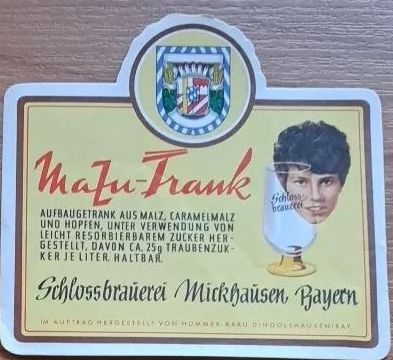 MaZu-Trank
AUFBAUGETRANK AUS MALZ, CARAMELMALZ
UND HOPFEN, UNTER VERWENDUNG VON
LEICHT RESORBIERBAREM ZUCKER HER-
GESTELLT, DAVON CA. 25g TRAUBENZUK-
KER JE LITER. HALTBAR.
Schloss-
brauerei
Schlossbrauerei Mickhausen, Bayern
IM AUFTRAG HERGESTELLT VON HUMMER-BRÄU DINGOLSHAUSEN/BAY.